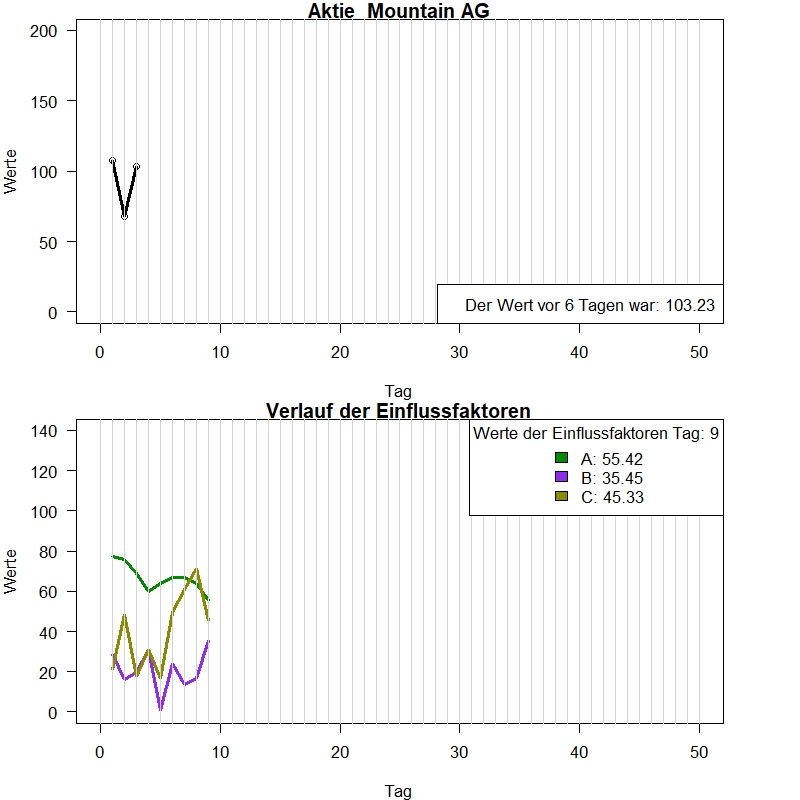 Aktie  Mountain AG
200
150
100
50
0
Werte
Der Wert vor 6 Tagen war: 103.23
0 10 20 30 40 50
Tag
Verlauf der Einflussfaktoren
140
120
100
80
60
40
20
0
Werte
Werte der Einflussfaktoren Tag: 9
A: 55.42
B: 35.45
C: 45.33
0 10 20 30 40 50
Tag